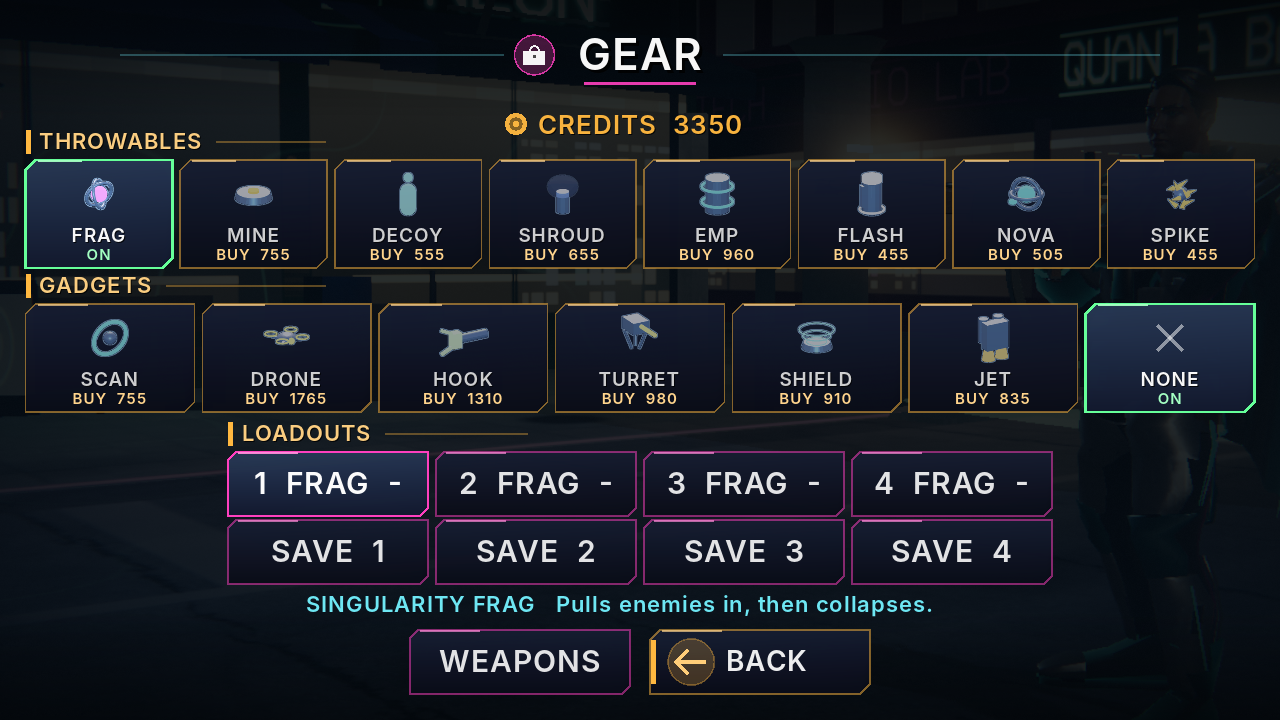 GEAR
CREDITS 3350
THROWABLES
FRAG MINE DECOY SHROUD EMP FLASH NOVA SPIKE
ON BUY 755 BUY 555 BUY 655 BUY 960 BUY 455 BUY 505 BUY 455
GADGETS
SCAN DRONE HOOK TURRET SHIELD JET NONE
BUY 755 BUY 1765 BUY 1310 BUY 980 BUY 910 BUY 835 ON
LOADOUTS
1 FRAG - 2 FRAG - 3 FRAG - 4 FRAG -
SAVE 1 SAVE 2 SAVE 3 SAVE 4
SINGULARITY FRAG Pulls enemies in, then collapses.
WEAPONS BACK